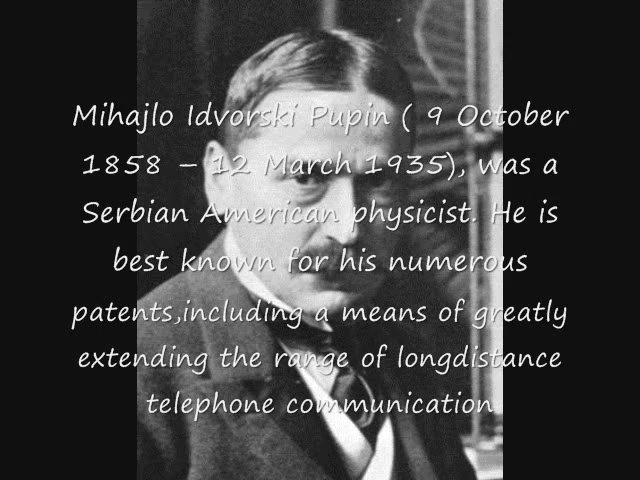 Mihajlo Idvorski Pupin ( 9 October
1858 – 12 March 1935), was a
Serbian American physicist. He is
best known for his numerous
patents,including a means of greatly
extending the range of longdistance
telephone communication